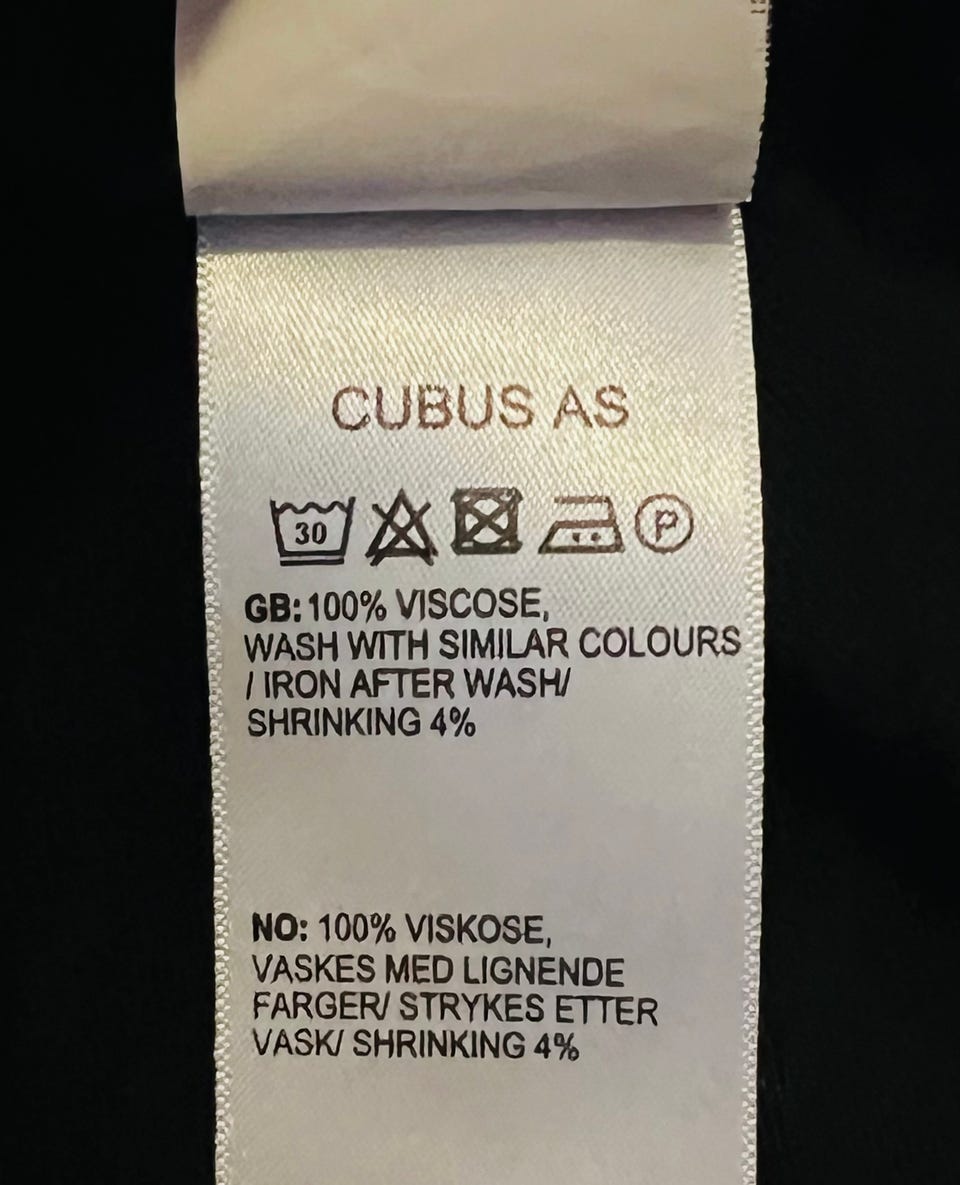 CUBUS AS
30
P
GB: 100% VISCOSE,
WASH WITH SIMILAR COLOURS
/ IRON AFTER WASH/
SHRINKING 4%
NO: 100% VISKOSE,
VASKES MED LIGNENDE
FARGER/ STRYKES ETTER
VASK/ SHRINKING 4%